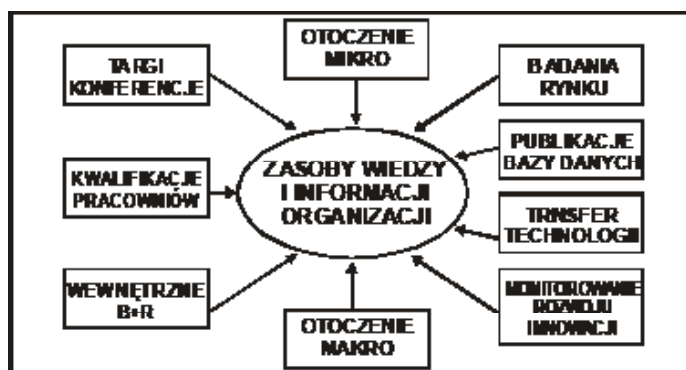 OTOCZENIE
MIKRO
TARGI
KONFERENCJE
BADANIA
RYNKU
PUBLIKACJE
BAZY DANYCH
ZASOBY WIEDZY
I INFORMACJI
ORGANIZACJI
KWALIFIKACJE
PRACOWNIÓW
TRNSFER
TECHNOLOGII
WEWNĘTRZNE
B+R
OTOCZENIE
MAKRO
MONITOROWANIE
ROZWOJU
INNOWACJI